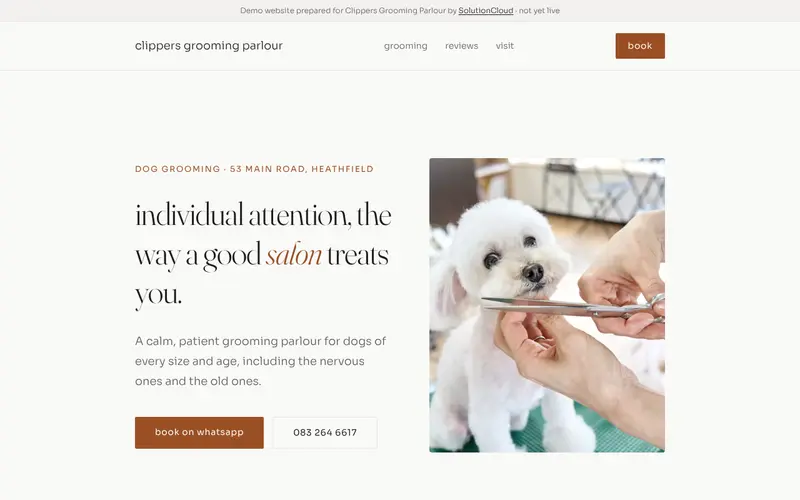 Demo website prepared for Clippers Grooming Parlour by SolutionCloud · not yet live
clippers grooming parlour
grooming
reviews
visit
book
DOG GROOMING · 53 MAIN ROAD, HEATHFIELD
individual attention, the
way a good salon treats
you.
A calm, patient grooming parlour for dogs of
every size and age, including the nervous
ones and the old ones.
book on whatsapp
083 264 6617